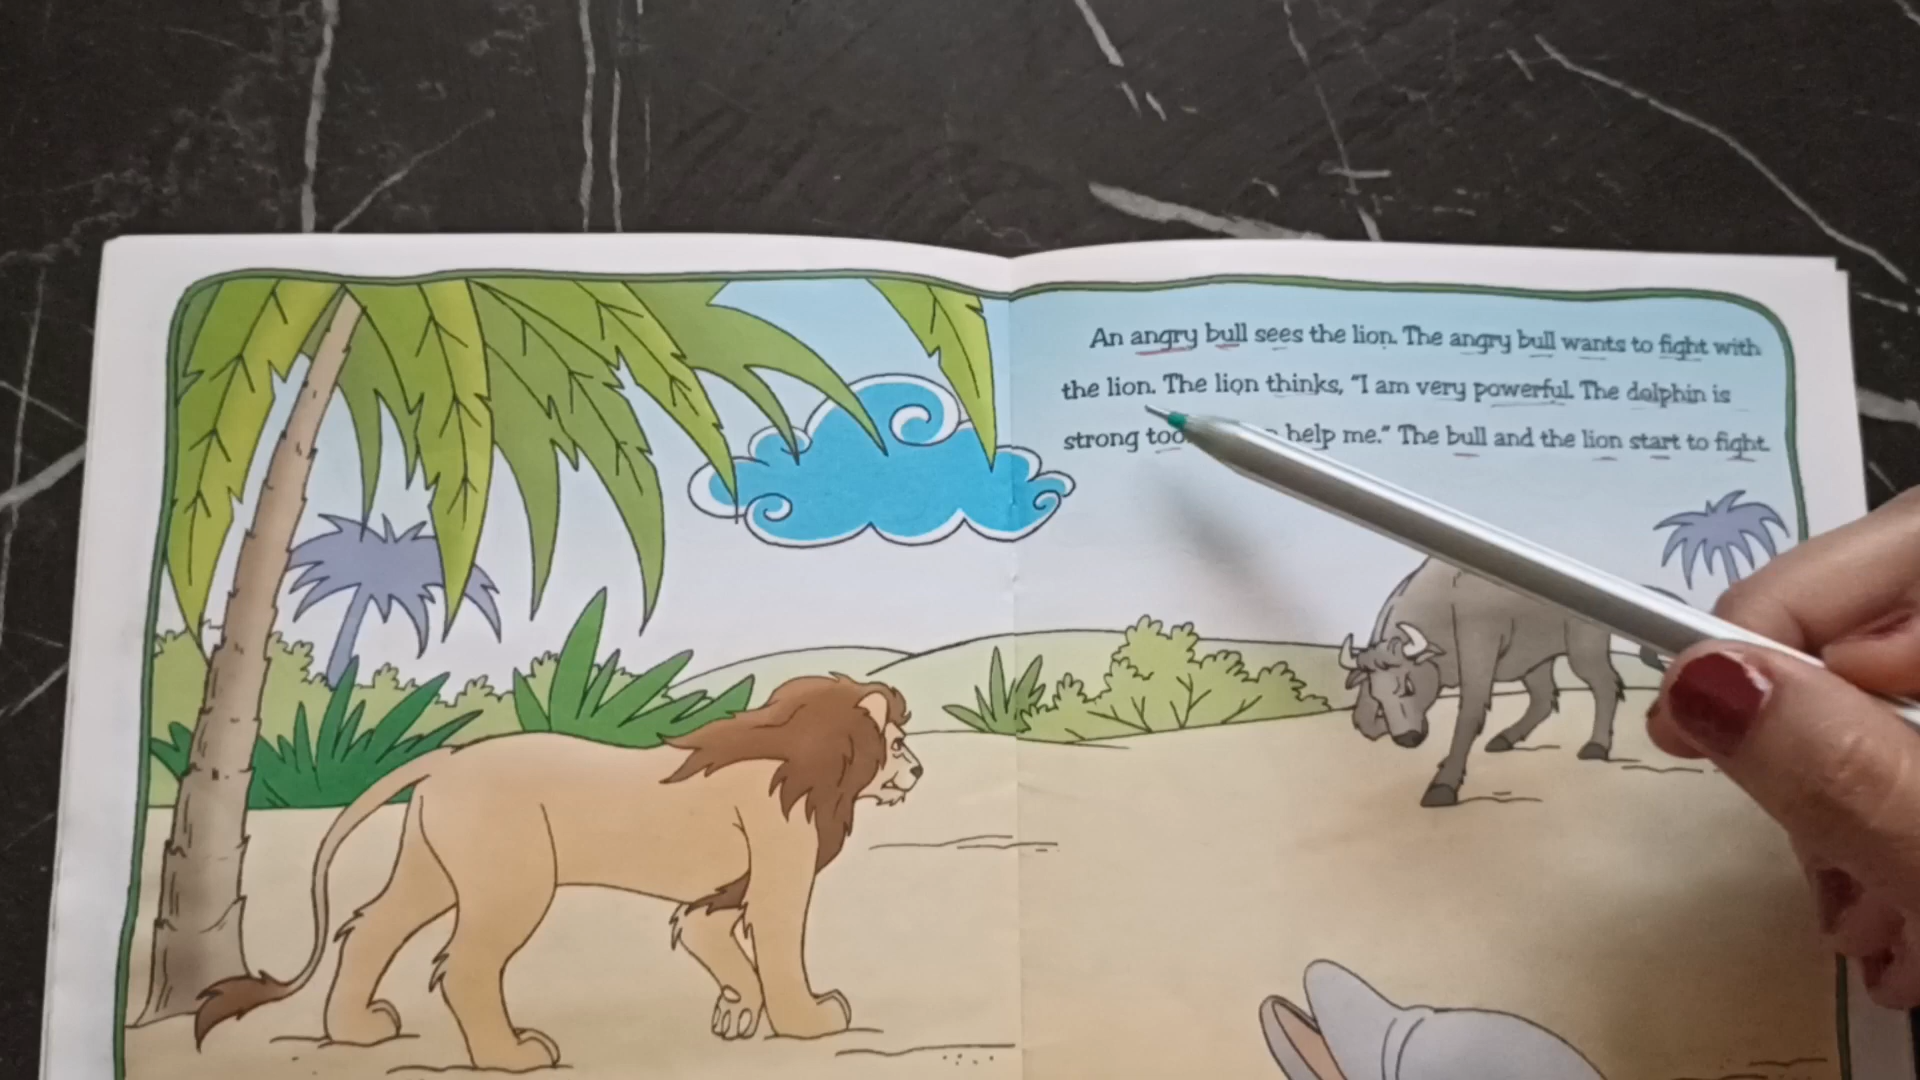 An angry bull sees the lion. The angry bull wants to fight with
the lion. The lion thinks, "I am very powerful. The dolphin is
strong too help me." The bull and the lion start to fight.